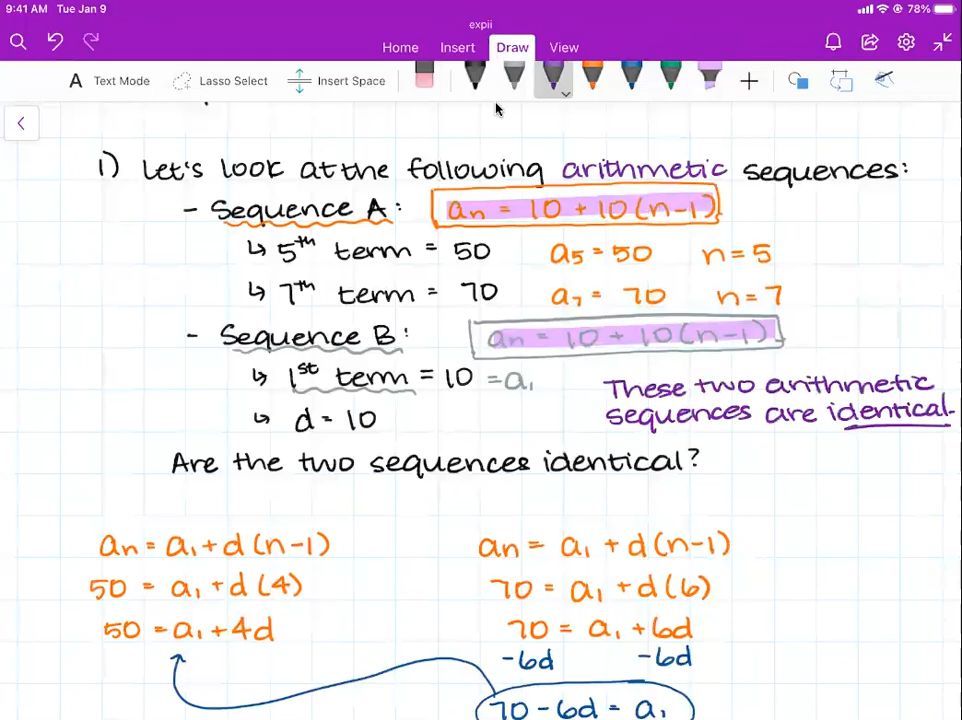 9:41 AM Tue Jan 9
78%
expii
Home Insert Draw View
A Text Mode Lasso Select Insert Space
1) Let's look at the following arithmetic sequences:
- Sequence A: an = 10 + 10(n-1)
↳ 5th term = 50 a5 = 50 n = 5
↳ 7th term = 70 a7 = 70 n = 7
- Sequence B: an = 10 + 10(n-1)
↳ 1st term = 10 = a1
↳ d = 10
These two arithmetic
sequences are identical.
Are the two sequences identical?
an = a1 + d(n-1)
50 = a1 + d(4)
50 = a1 + 4d
an = a1 + d(n-1)
70 = a1 + d(6)
70 = a1 + 6d
-6d -6d
70 - 6d = a1